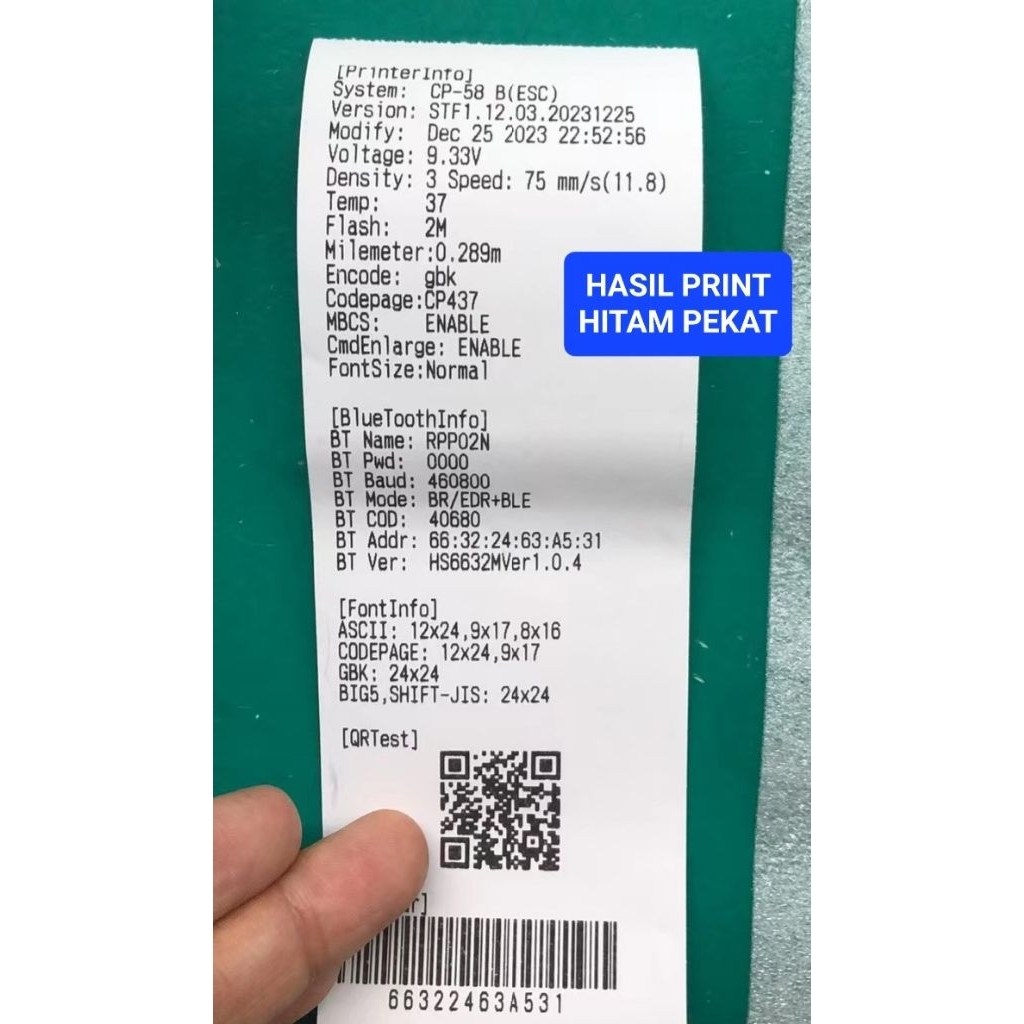 [PrinterInfo]
System: CP-58 B(ESC)
Version: STF1.12.03.20231225
Modify: Dec 25 2023 22:52:56
Voltage: 9.33V
Density: 3 Speed: 75 mm/s(11.8)
Temp: 37
Flash: 2M
Milemeter:0.289m
Encode: gbk
Codepage:CP437
MBCS: ENABLE
CmdEnlarge: ENABLE
FontSize:Normal
HASIL PRINT
HITAM PEKAT
[BlueToothInfo]
BT Name: RPP02N
BT Pwd: 0000
BT Baud: 460800
BT Mode: BR/EDR+BLE
BT COD: 40680
BT Addr: 66:32:24:63:A5:31
BT Ver: HS6632MVer1.0.4
[FontInfo]
ASCII: 12x24,9x17,8x16
CODEPAGE: 12x24,9x17
GBK: 24x24
BIG5,SHIFT-JIS: 24x24
[QRTest]
66322463A531